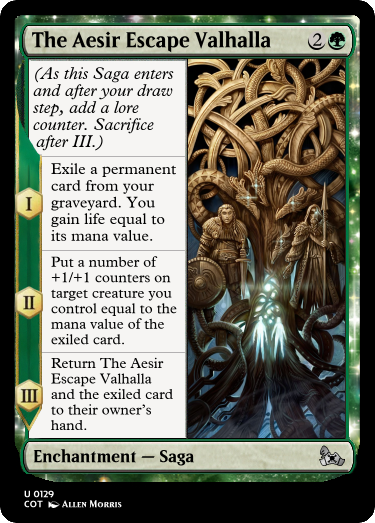 The Aesir Escape Valhalla 2
(As this Saga enters
and after your draw
step, add a lore
counter. Sacrifice
after III.)
I
Exile a permanent
card from your
graveyard. You
gain life equal to
its mana value.
II
Put a number of
+1/+1 counters on
target creature you
control equal to the
mana value of the
exiled card.
III
Return The Aesir
Escape Valhalla
and the exiled card
to their owner's
hand.
Enchantment — Saga
U 0129
COT Allen Morris